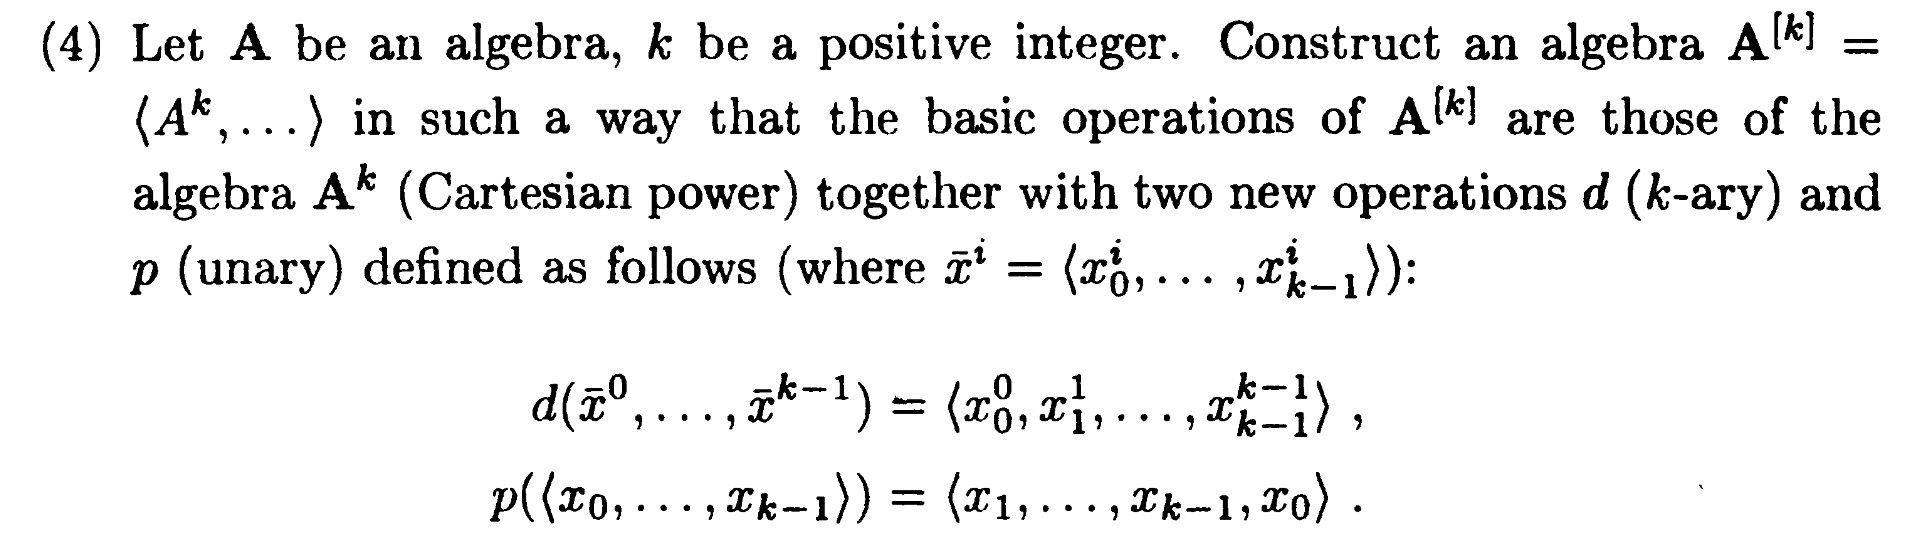 (4) Let A be an algebra, k be a positive integer. Construct an algebra A^[k] =
⟨A^k, ...⟩ in such a way that the basic operations of A^[k] are those of the
algebra A^k (Cartesian power) together with two new operations d (k-ary) and
p (unary) defined as follows (where x̄^i = ⟨x_0^i, ..., x_{k-1}^i⟩):
d(x̄^0, ..., x̄^{k-1}) = ⟨x_0^0, x_1^1, ..., x_{k-1}^{k-1}⟩ ,
p(⟨x_0, ..., x_{k-1}⟩) = ⟨x_1, ..., x_{k-1}, x_0⟩ .